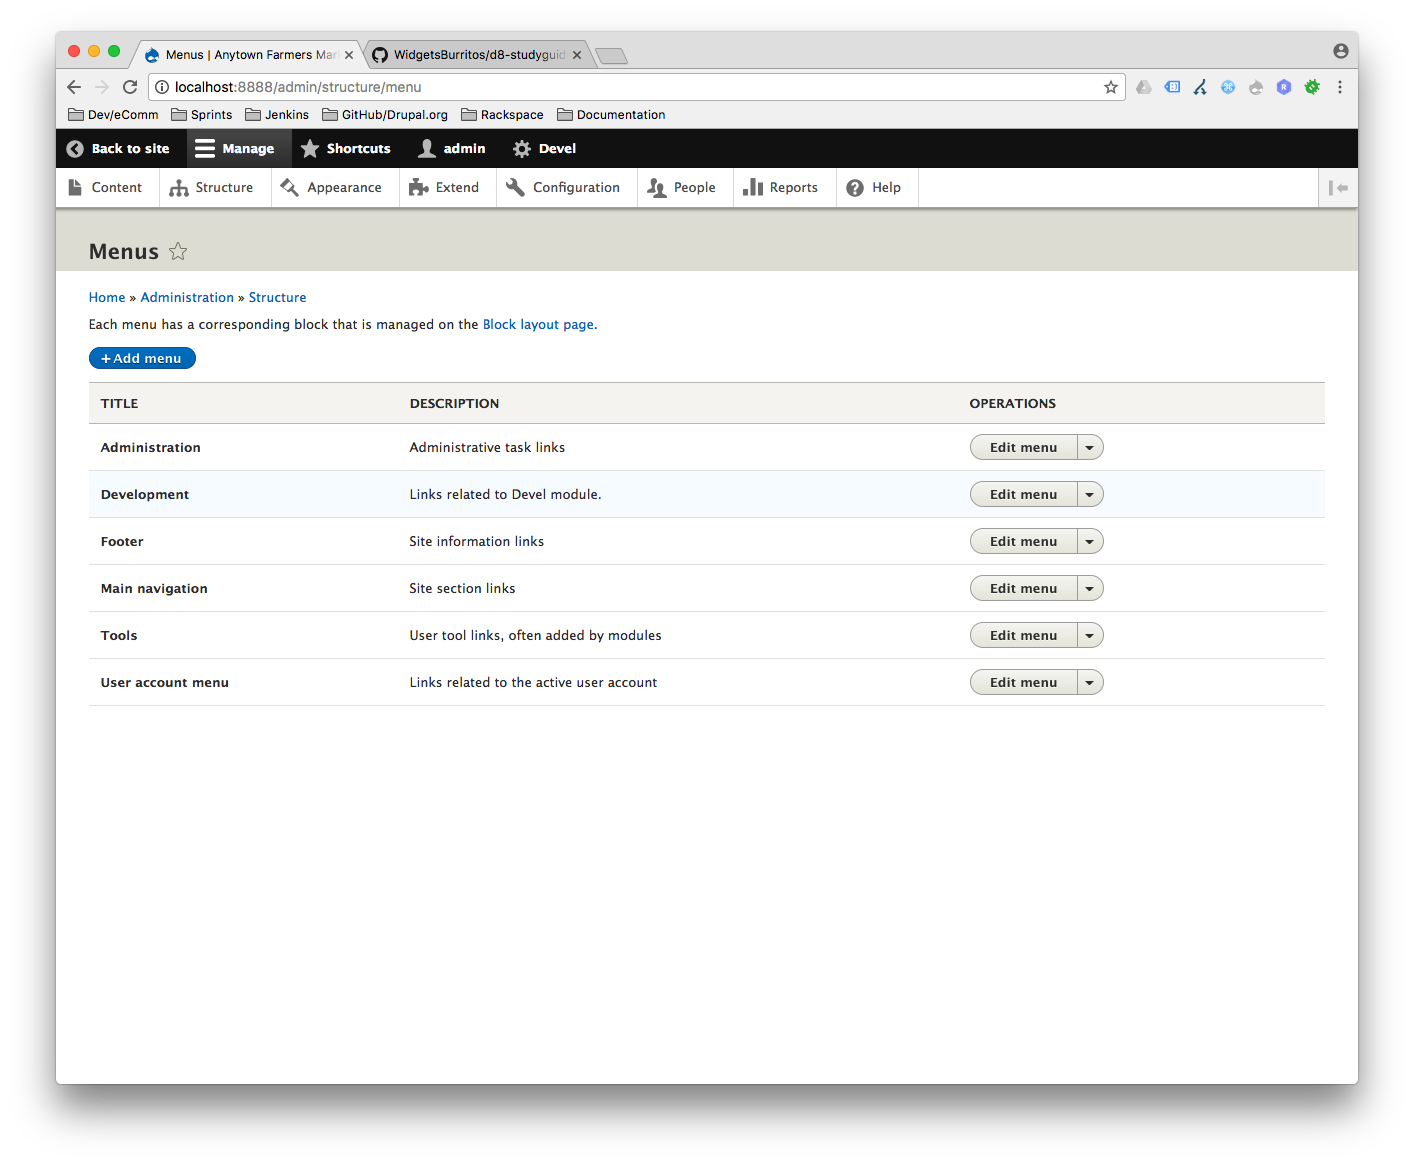 Menus | Anytown Farmers Mar
WidgetsBurritos/d8-studyguid
localhost:8888/admin/structure/menu
Dev/eComm Sprints Jenkins GitHub/Drupal.org Rackspace Documentation
Back to site Manage Shortcuts admin Devel
Content Structure Appearance Extend Configuration People Reports Help
Menus
Home » Administration » Structure
Each menu has a corresponding block that is managed on the Block layout page.
+ Add menu
TITLE DESCRIPTION OPERATIONS
Administration Administrative task links Edit menu
Development Links related to Devel module. Edit menu
Footer Site information links Edit menu
Main navigation Site section links Edit menu
Tools User tool links, often added by modules Edit menu
User account menu Links related to the active user account Edit menu